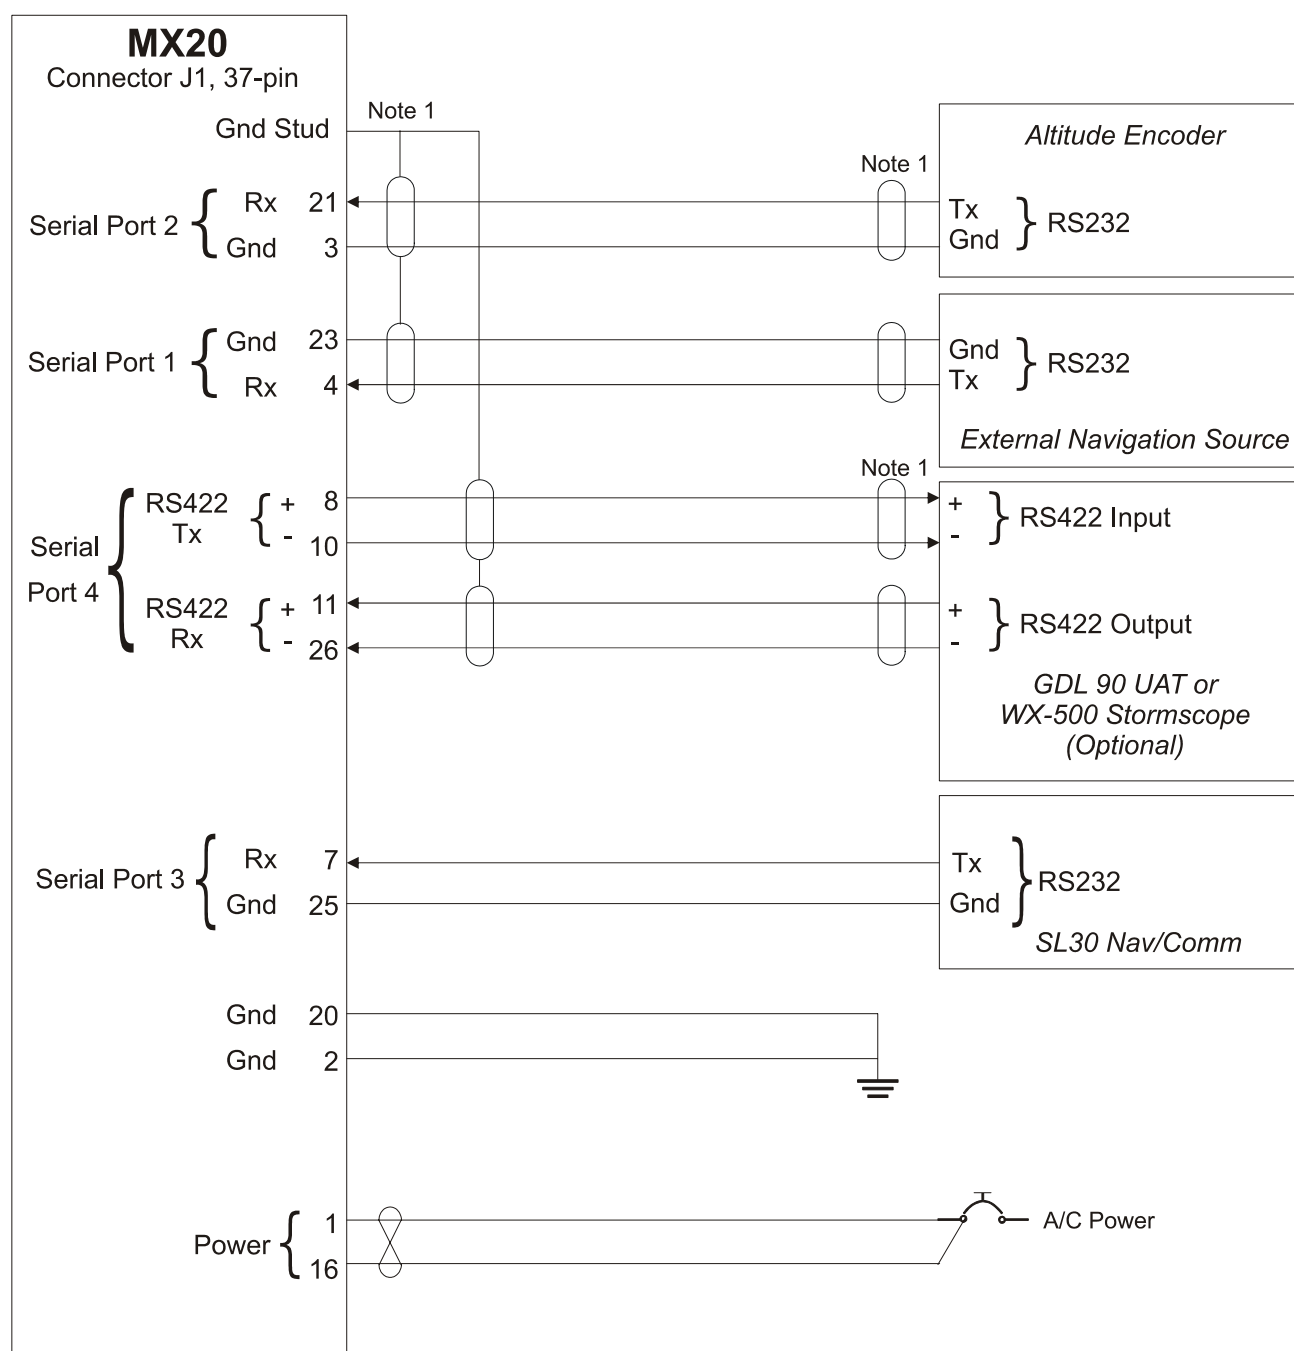 MX20
Connector J1, 37-pin
Gnd Stud
Note 1
Serial Port 2
Rx 21
Gnd 3
Note 1
Altitude Encoder
Tx
Gnd
RS232
Serial Port 1
Gnd 23
Rx 4
Gnd
Tx
RS232
External Navigation Source
Serial
Port 4
RS422
Tx
+ 8
- 10
RS422
Rx
+ 11
- 26
Note 1
+
-
RS422 Input
+
-
RS422 Output
GDL 90 UAT or
WX-500 Stormscope
(Optional)
Serial Port 3
Rx 7
Gnd 25
Tx
Gnd
RS232
SL30 Nav/Comm
Gnd 20
Gnd 2
Power
1
16
A/C Power